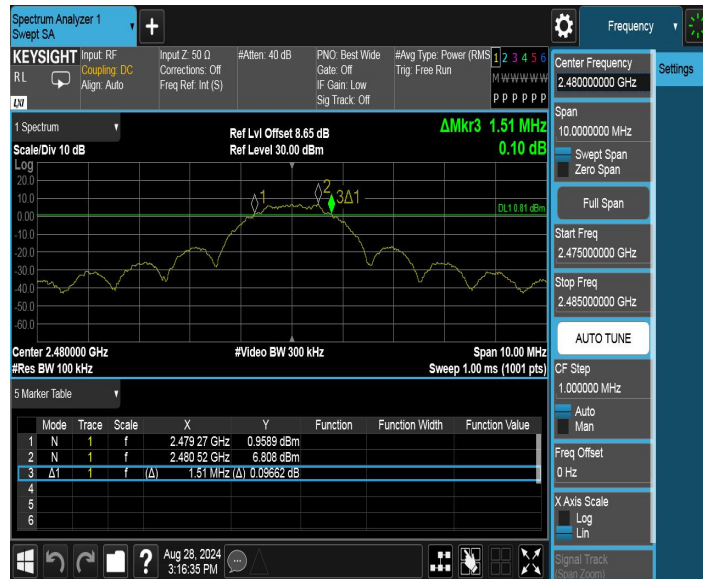 Spectrum Analyzer 1
Swept SA
Frequency
KEYSIGHT
RL
LXI
Input: RF
Coupling: DC
Align: Auto
Input Z: 50 Ω
Corrections: Off
Freq Ref: Int (S)
#Atten: 40 dB
PNO: Best Wide
Gate: Off
IF Gain: Low
Sig Track: Off
#Avg Type: Power (RMS
Trig: Free Run
1 2 3 4 5 6
M W W W W W
P P P P P P
1 Spectrum
Scale/Div 10 dB
Ref Lvl Offset 8.65 dB
Ref Level 30.00 dBm
ΔMkr3 1.51 MHz
0.10 dB
Log
20.0
10.0
0.00
-10.0
-20.0
-30.0
-40.0
-50.0
-60.0
1
2
3Δ1
DL1 0.81 dBm
Center 2.480000 GHz
#Video BW 300 kHz
Span 10.00 MHz
#Res BW 100 kHz
Sweep 1.00 ms (1001 pts)
5 Marker Table
Mode Trace Scale X Y Function Function Width Function Value
1 N 1 f 2.479 27 GHz 0.9589 dBm
2 N 1 f 2.480 52 GHz 6.808 dBm
3 Δ1 1 f (Δ) 1.51 MHz (Δ) 0.09662 dB
4
5
6
Aug 28, 2024
3:16:35 PM
Center Frequency
2.480000000 GHz
Settings
Span
10.0000000 MHz
Swept Span
Zero Span
Full Span
Start Freq
2.475000000 GHz
Stop Freq
2.485000000 GHz
AUTO TUNE
CF Step
1.000000 MHz
Auto
Man
Freq Offset
0 Hz
X Axis Scale
Log
Lin
Signal Track
(Span Zoom)